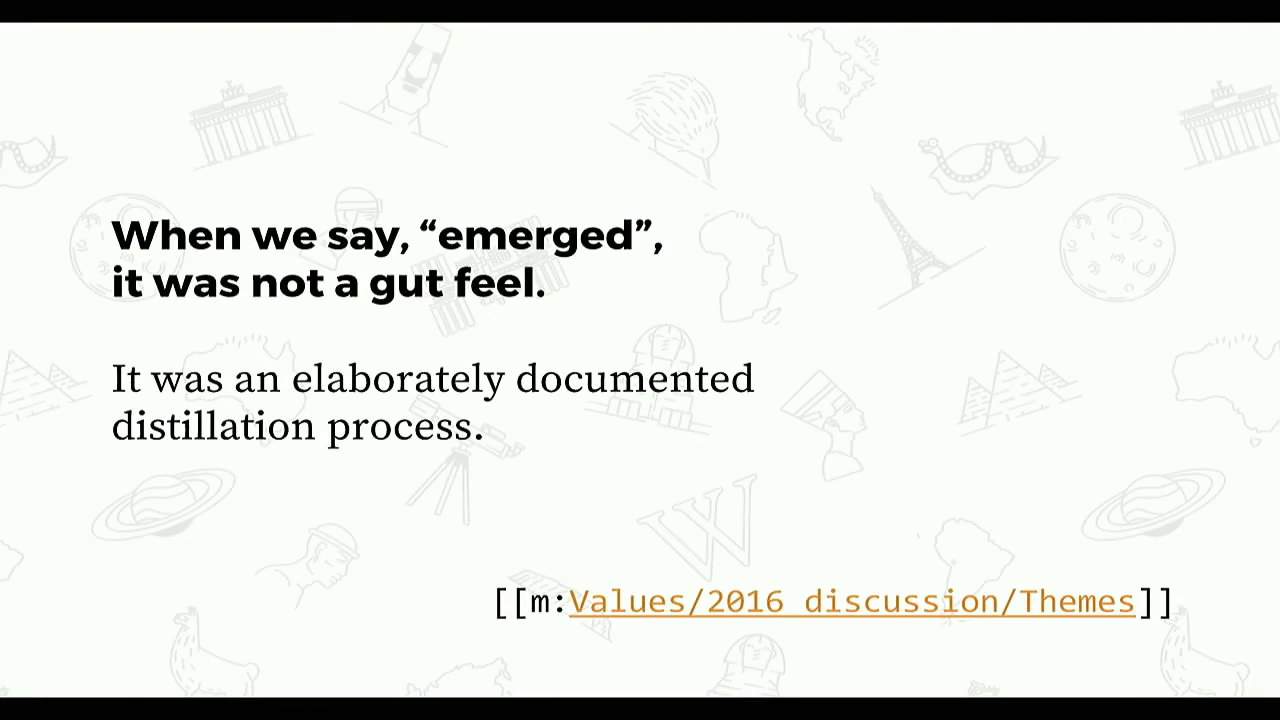 When we say, “emerged”,
it was not a gut feel.
It was an elaborately documented
distillation process.
[[m:Values/2016 discussion/Themes]]